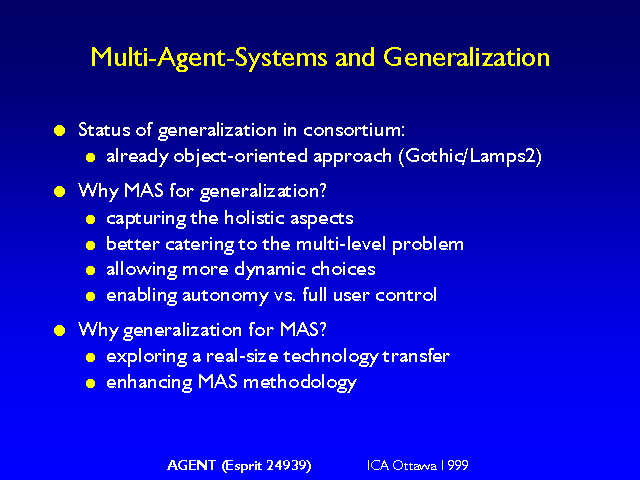 Multi-Agent-Systems and Generalization
Status of generalization in consortium:
already object-oriented approach (Gothic/Lamps2)
Why MAS for generalization?
capturing the holistic aspects
better catering to the multi-level problem
allowing more dynamic choices
enabling autonomy vs. full user control
Why generalization for MAS?
exploring a real-size technology transfer
enhancing MAS methodology
AGENT (Esprit 24939) ICA Ottawa 1999